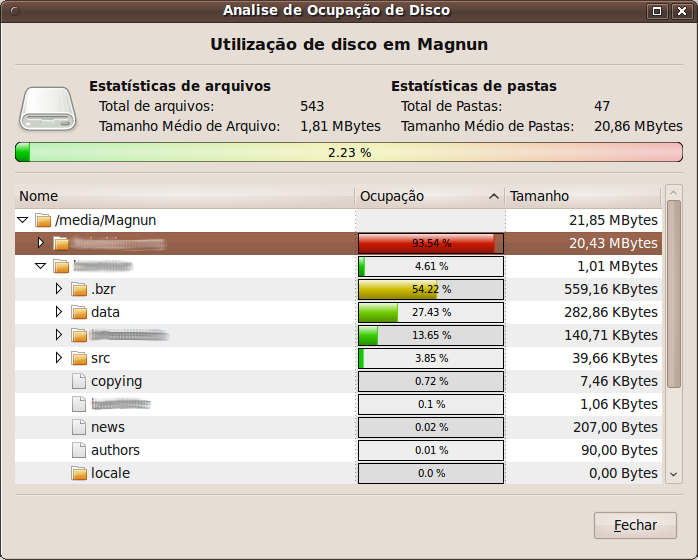 Analise de Ocupação de Disco
Utilização de disco em Magnun
Estatísticas de arquivos Estatísticas de pastas
Total de arquivos: 543 Total de Pastas: 47
Tamanho Médio de Arquivo: 1,81 MBytes Tamanho Médio de Pastas: 20,86 MBytes
2.23 %
Nome Ocupação Tamanho
/media/Magnun 21,85 MBytes
93.54 % 20,43 MBytes
4.61 % 1,01 MBytes
.bzr 54.22 % 559,16 KBytes
data 27.43 % 282,86 KBytes
13.65 % 140,71 KBytes
src 3.85 % 39,66 KBytes
copying 0.72 % 7,46 KBytes
0.1 % 1,06 KBytes
news 0.02 % 207,00 Bytes
authors 0.01 % 90,00 Bytes
locale 0.0 % 0,00 Bytes
Fechar